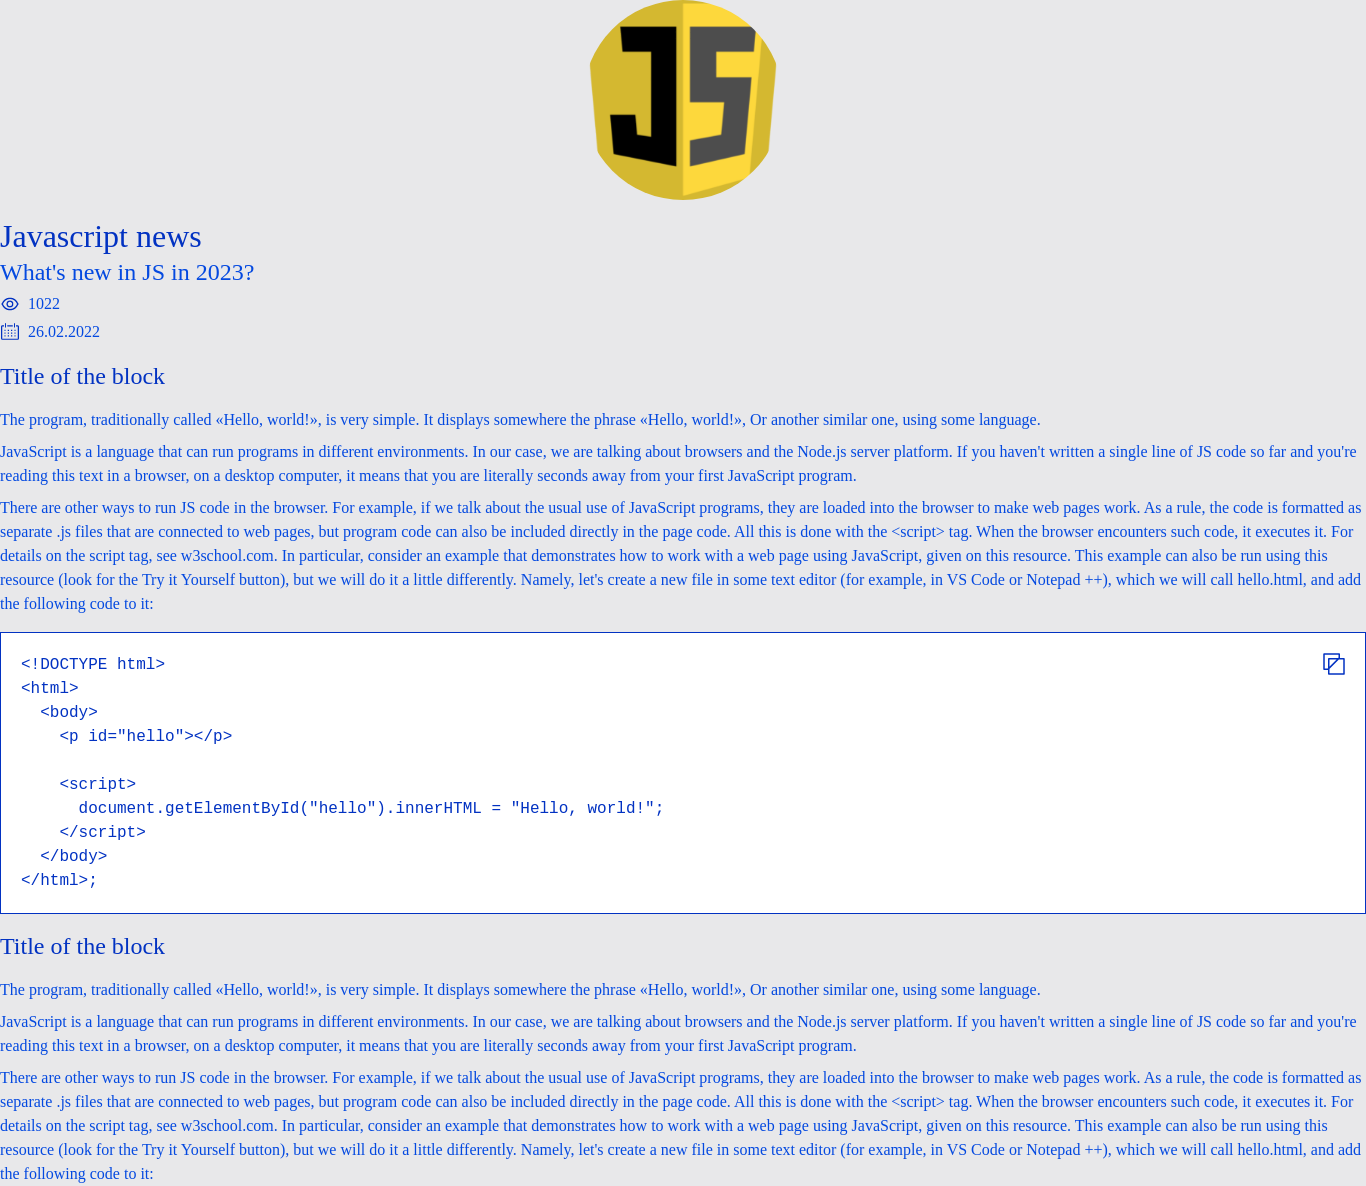 JS
Javascript news
What's new in JS in 2023?
1022
26.02.2022
Title of the block
The program, traditionally called «Hello, world!», is very simple. It displays somewhere the phrase «Hello, world!», Or another similar one, using some language.
JavaScript is a language that can run programs in different environments. In our case, we are talking about browsers and the Node.js server platform. If you haven't written a single line of JS code so far and you're
reading this text in a browser, on a desktop computer, it means that you are literally seconds away from your first JavaScript program.
There are other ways to run JS code in the browser. For example, if we talk about the usual use of JavaScript programs, they are loaded into the browser to make web pages work. As a rule, the code is formatted as
separate .js files that are connected to web pages, but program code can also be included directly in the page code. All this is done with the <script> tag. When the browser encounters such code, it executes it. For
details on the script tag, see w3school.com. In particular, consider an example that demonstrates how to work with a web page using JavaScript, given on this resource. This example can also be run using this
resource (look for the Try it Yourself button), but we will do it a little differently. Namely, let's create a new file in some text editor (for example, in VS Code or Notepad ++), which we will call hello.html, and add
the following code to it:
<!DOCTYPE html>
<html>
  <body>
    <p id="hello"></p>

    <script>
      document.getElementById("hello").innerHTML = "Hello, world!";
    </script>
  </body>
</html>;
Title of the block
The program, traditionally called «Hello, world!», is very simple. It displays somewhere the phrase «Hello, world!», Or another similar one, using some language.
JavaScript is a language that can run programs in different environments. In our case, we are talking about browsers and the Node.js server platform. If you haven't written a single line of JS code so far and you're
reading this text in a browser, on a desktop computer, it means that you are literally seconds away from your first JavaScript program.
There are other ways to run JS code in the browser. For example, if we talk about the usual use of JavaScript programs, they are loaded into the browser to make web pages work. As a rule, the code is formatted as
separate .js files that are connected to web pages, but program code can also be included directly in the page code. All this is done with the <script> tag. When the browser encounters such code, it executes it. For
details on the script tag, see w3school.com. In particular, consider an example that demonstrates how to work with a web page using JavaScript, given on this resource. This example can also be run using this
resource (look for the Try it Yourself button), but we will do it a little differently. Namely, let's create a new file in some text editor (for example, in VS Code or Notepad ++), which we will call hello.html, and add
the following code to it: